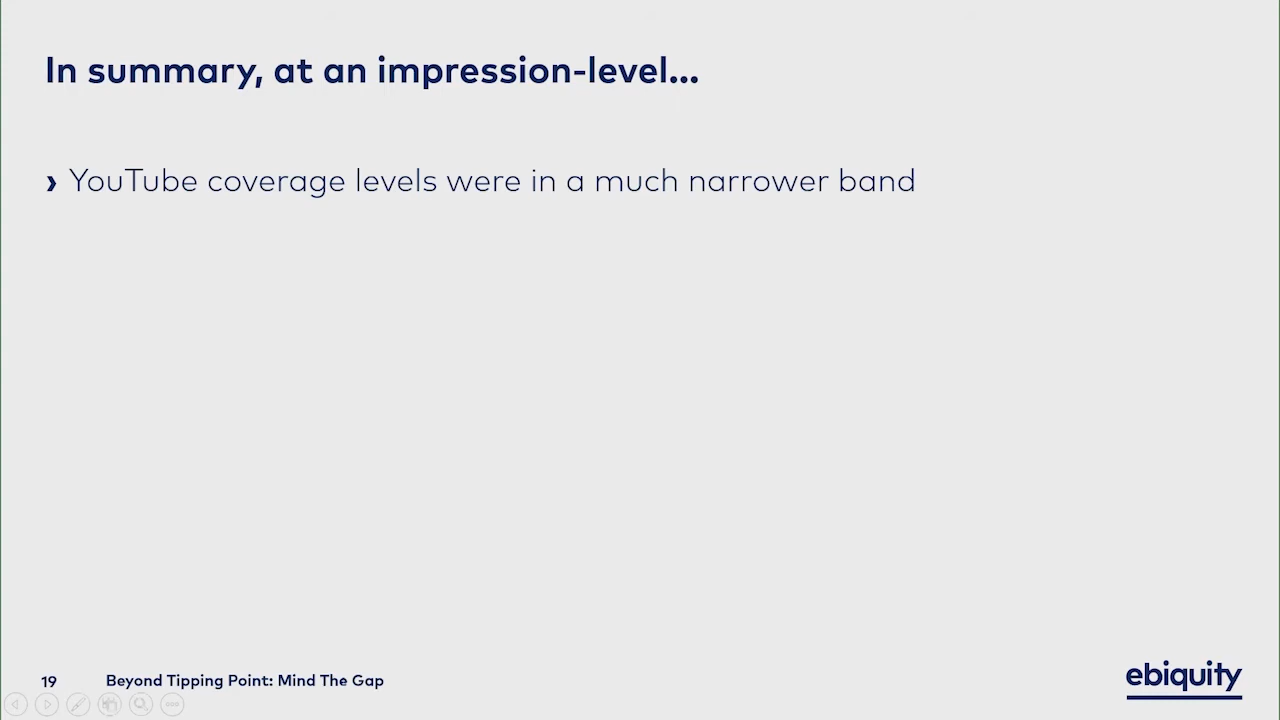 In summary, at an impression-level...
› YouTube coverage levels were in a much narrower band
19 Beyond Tipping Point: Mind The Gap
ebiquity